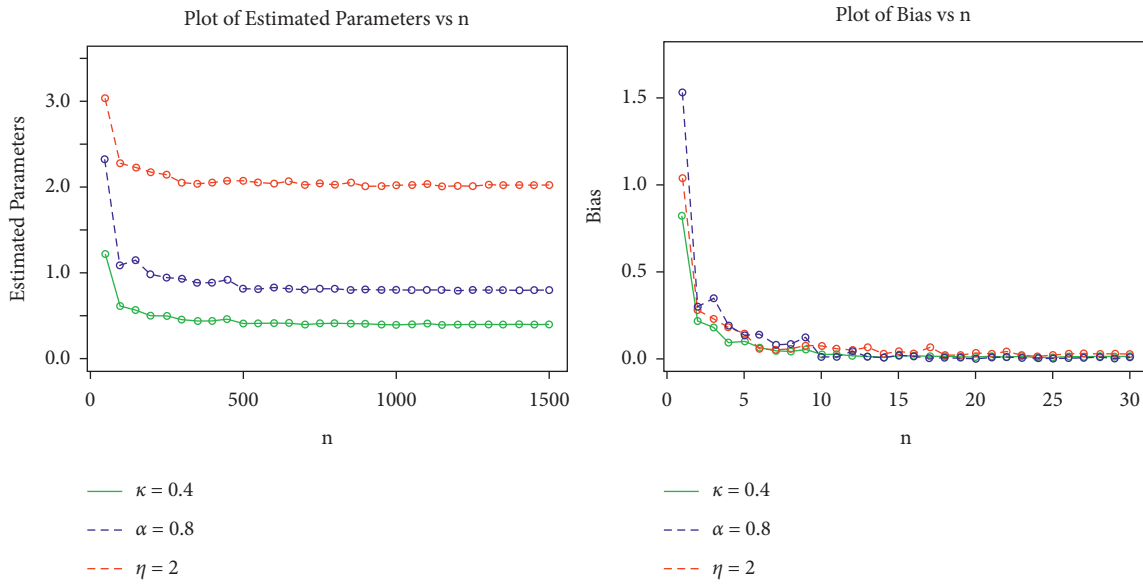 Plot of Estimated Parameters vs n
Estimated Parameters
3.0
2.0
1.0
0.0
0
500
1000
1500
n
κ = 0.4
α = 0.8
η = 2
Plot of Bias vs n
Bias
1.5
1.0
0.5
0.0
0
5
10
15
20
25
30
n
κ = 0.4
α = 0.8
η = 2